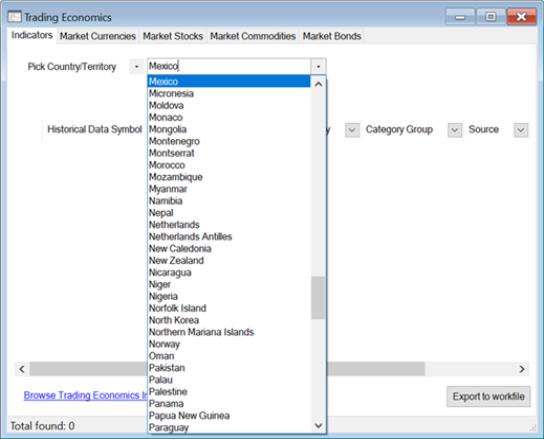 Trading Economics
Indicators Market Currencies Market Stocks Market Commodities Market Bonds
Pick Country/Territory Mexico
Mexico
Micronesia
Moldova
Monaco
Mongolia
Montenegro
Montserrat
Morocco
Mozambique
Myanmar
Namibia
Nepal
Netherlands
Netherlands Antilles
New Caledonia
New Zealand
Nicaragua
Niger
Nigeria
Norfolk Island
North Korea
Northern Mariana Islands
Norway
Oman
Pakistan
Palau
Palestine
Panama
Papua New Guinea
Paraguay
Historical Data Symbol y Category Group Source
Browse Trading Economics In
Export to workfile
Total found: 0